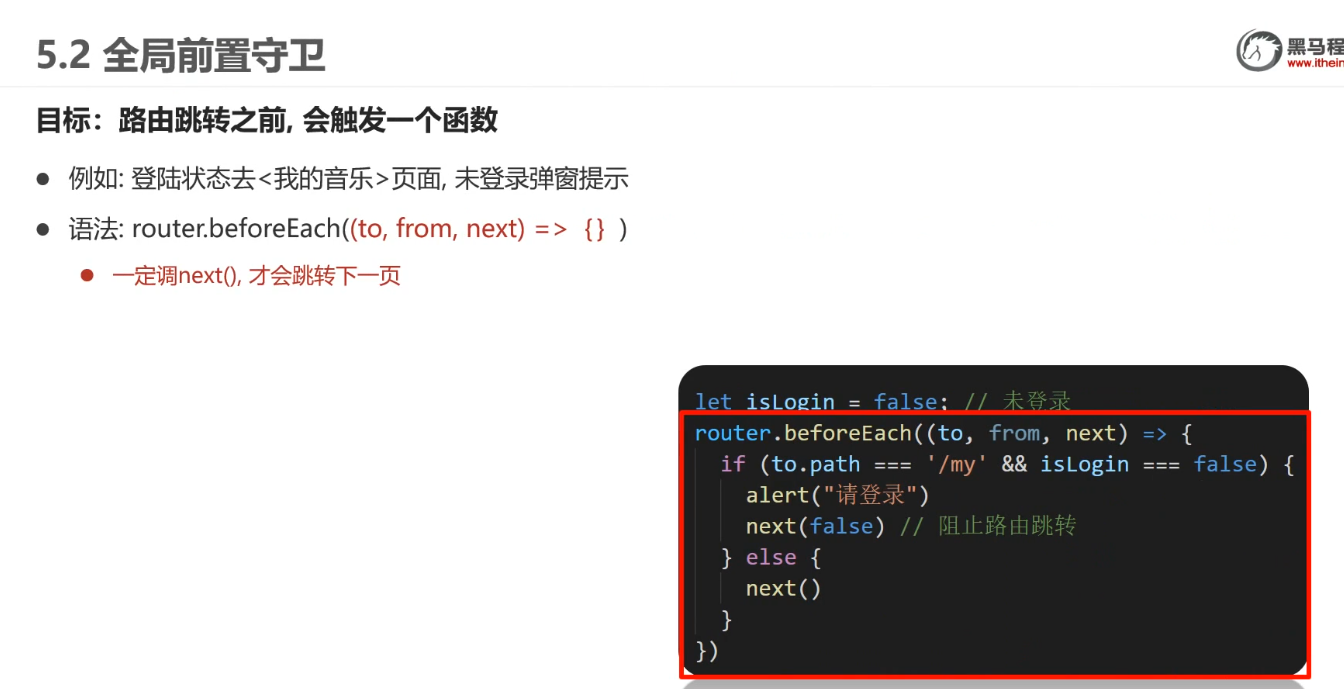 5.2 全局前置守卫
黑马程
www.ithein
目标：路由跳转之前, 会触发一个函数
例如: 登陆状态去<我的音乐>页面, 未登录弹窗提示
语法: router.beforeEach((to, from, next) => {} )
一定调next(), 才会跳转下一页
let isLogin = false; // 未登录
router.beforeEach((to, from, next) => {
if (to.path === '/my' && isLogin === false) {
alert("请登录")
next(false) // 阻止路由跳转
} else {
next()
}
})